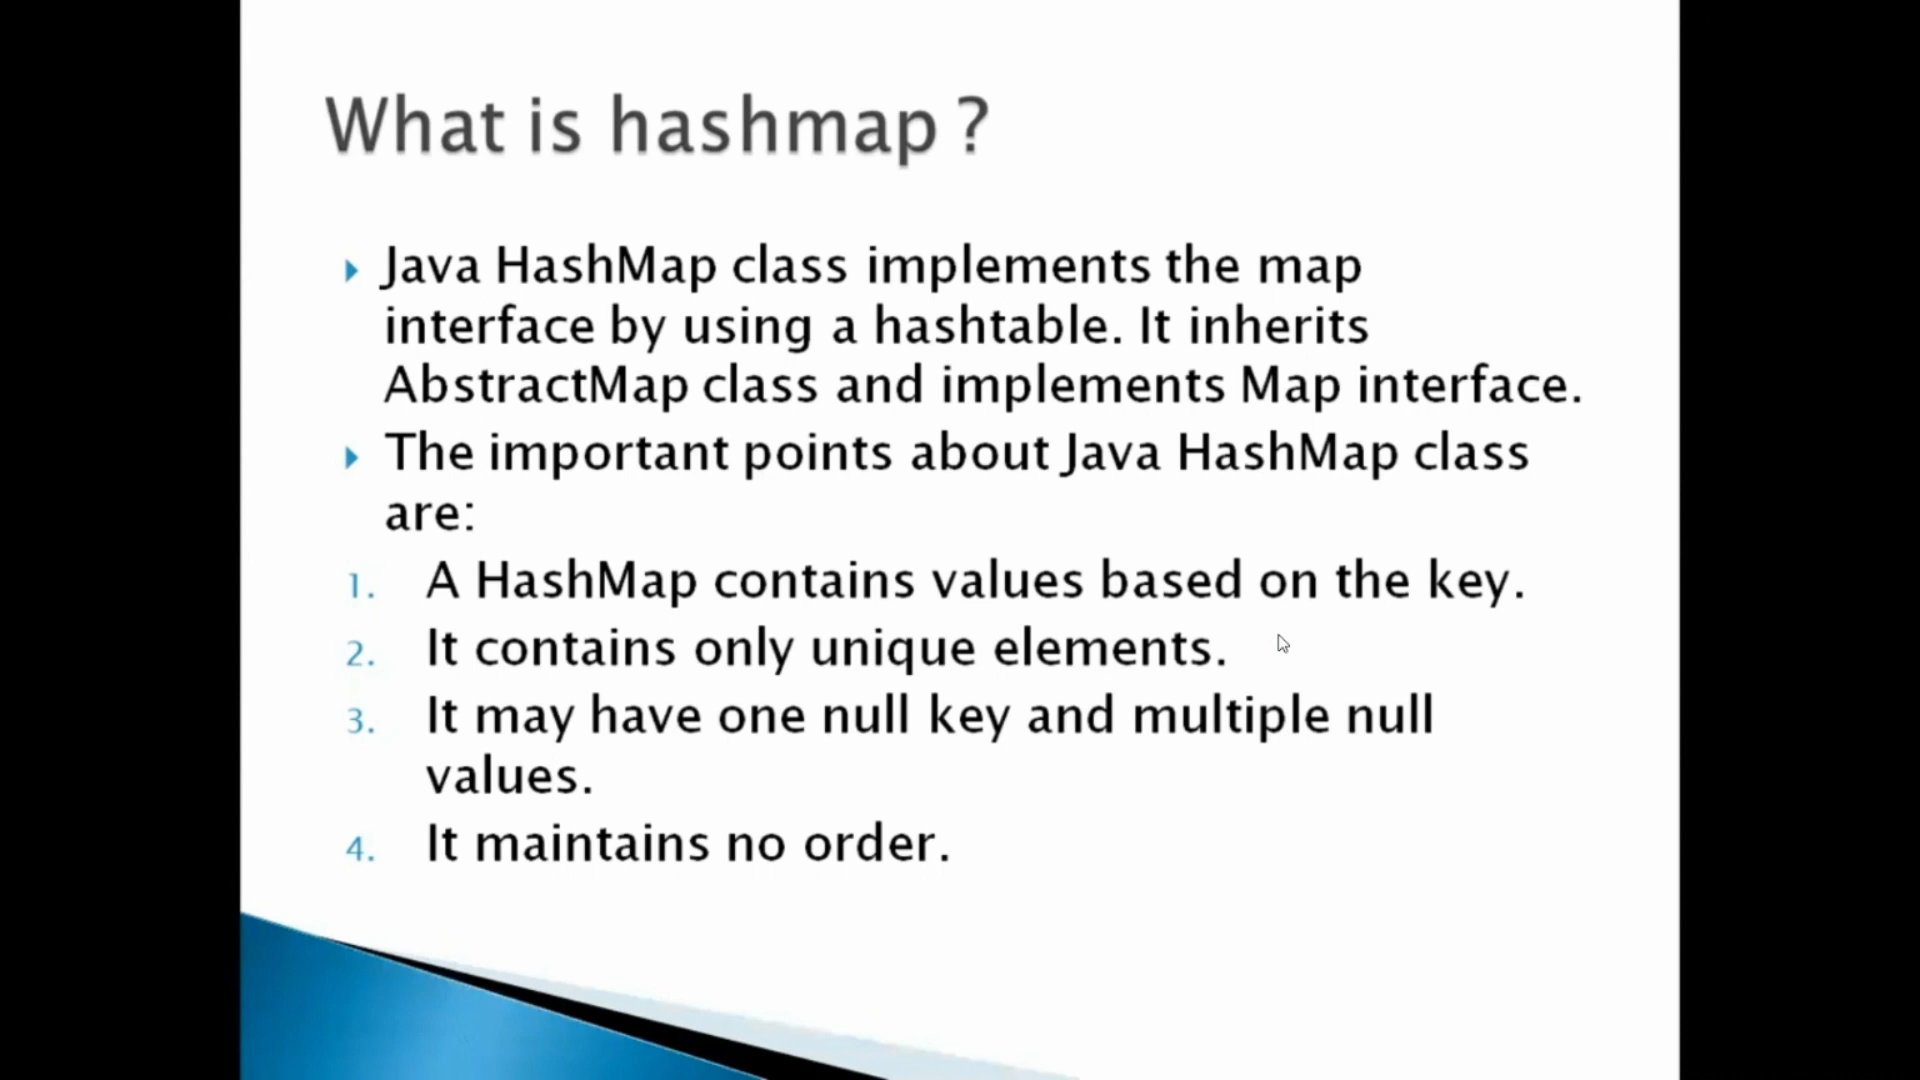 What is hashmap ?
Java HashMap class implements the map
interface by using a hashtable. It inherits
AbstractMap class and implements Map interface.
The important points about Java HashMap class
are:
1. A HashMap contains values based on the key.
2. It contains only unique elements.
3. It may have one null key and multiple null
values.
4. It maintains no order.